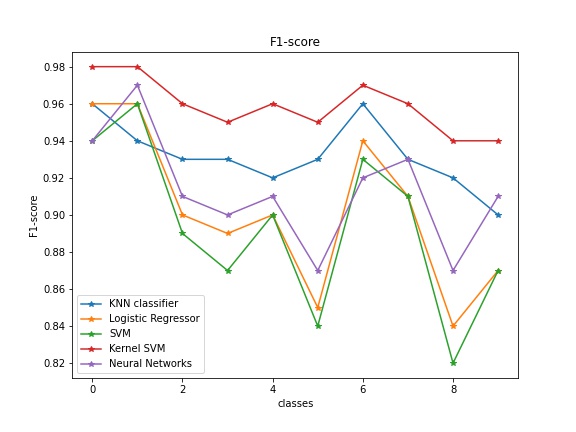 F1-score
0.98
0.96
0.94
0.92
0.90
0.88
0.86
0.84
0.82
F1-score
KNN classifier
Logistic Regressor
SVM
Kernel SVM
Neural Networks
0 2 4 6 8
classes